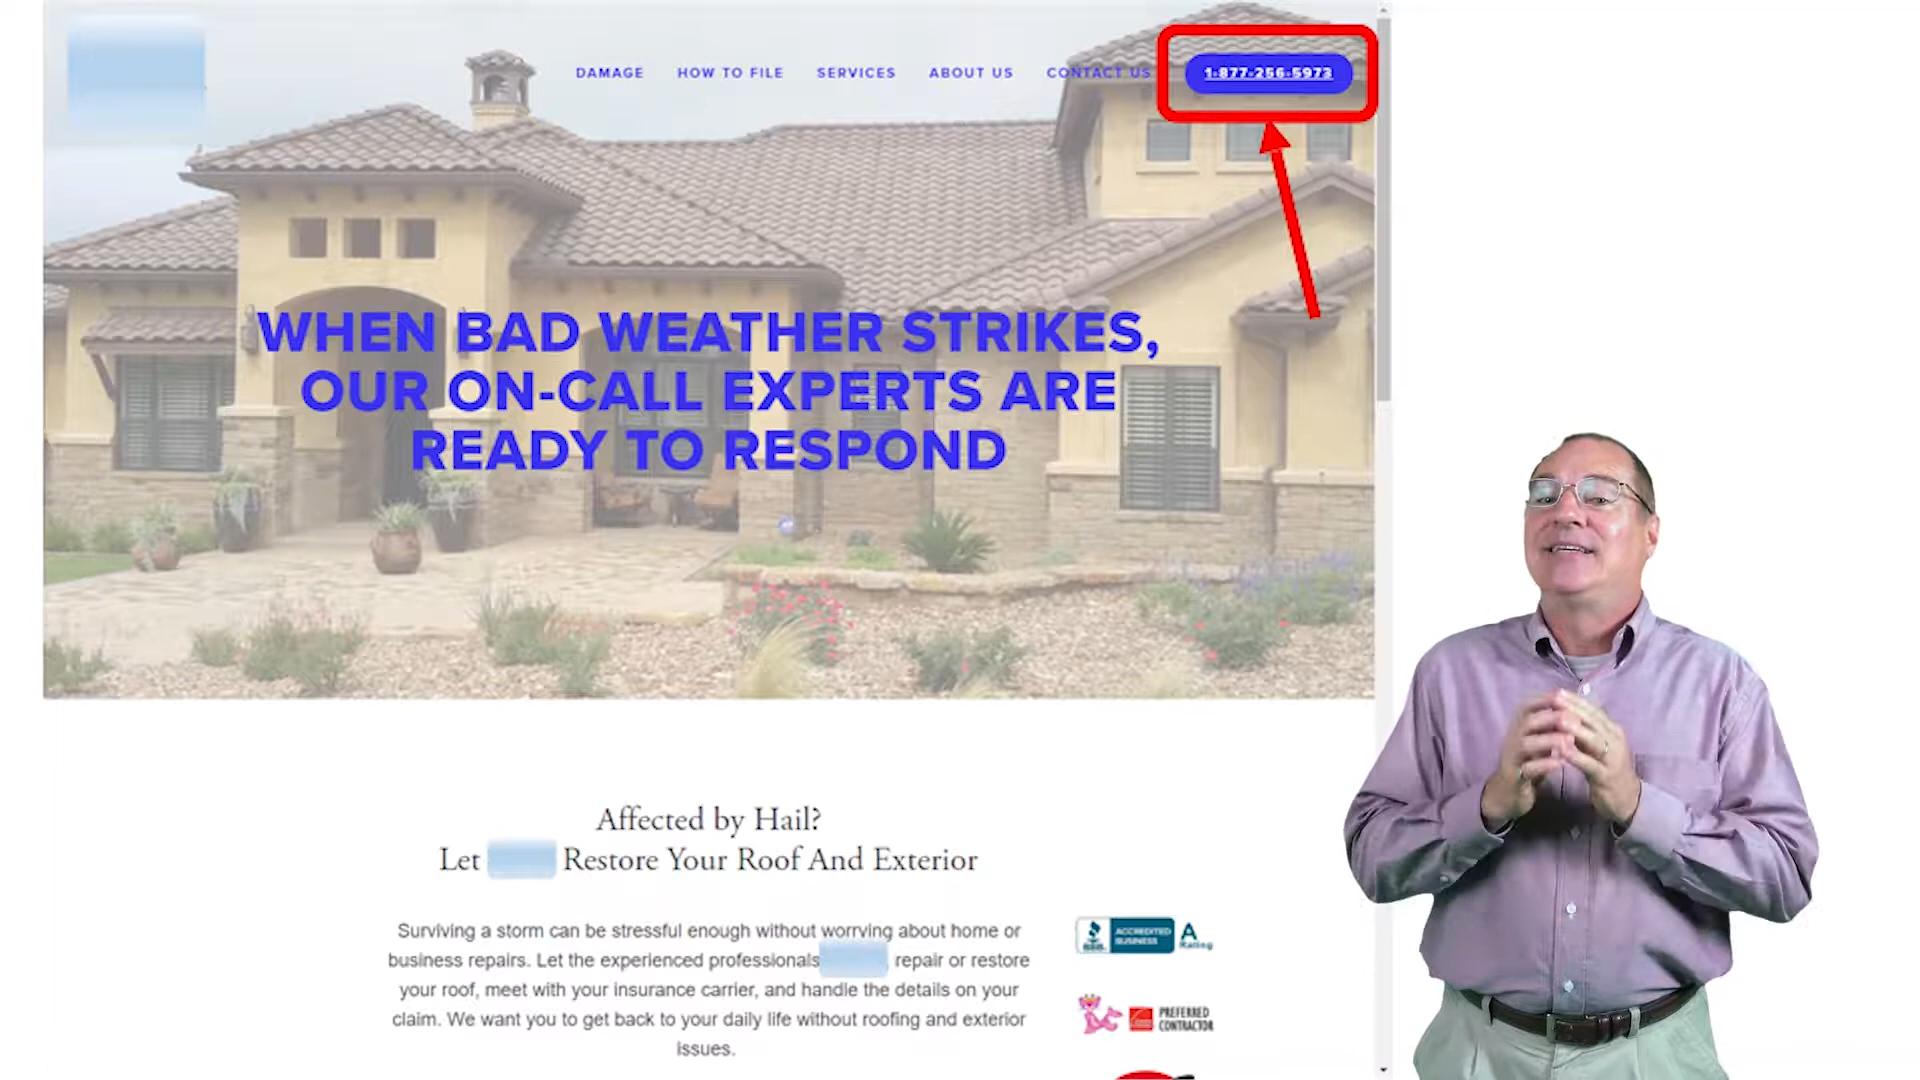 DAMAGE
HOW TO FILE
SERVICES
ABOUT US
CONTACT US
1-877-256-5973
WHEN BAD WEATHER STRIKES,
OUR ON-CALL EXPERTS ARE
READY TO RESPOND
Affected by Hail?
Let Restore Your Roof And Exterior
Surviving a storm can be stressful enough without worrying about home or
business repairs. Let the experienced professionals repair or restore
your roof, meet with your insurance carrier, and handle the details on your
claim. We want you to get back to your daily life without roofing and exterior
issues.
BBB
ACCREDITED
BUSINESS
A
Rating
PREFERRED
CONTRACTOR